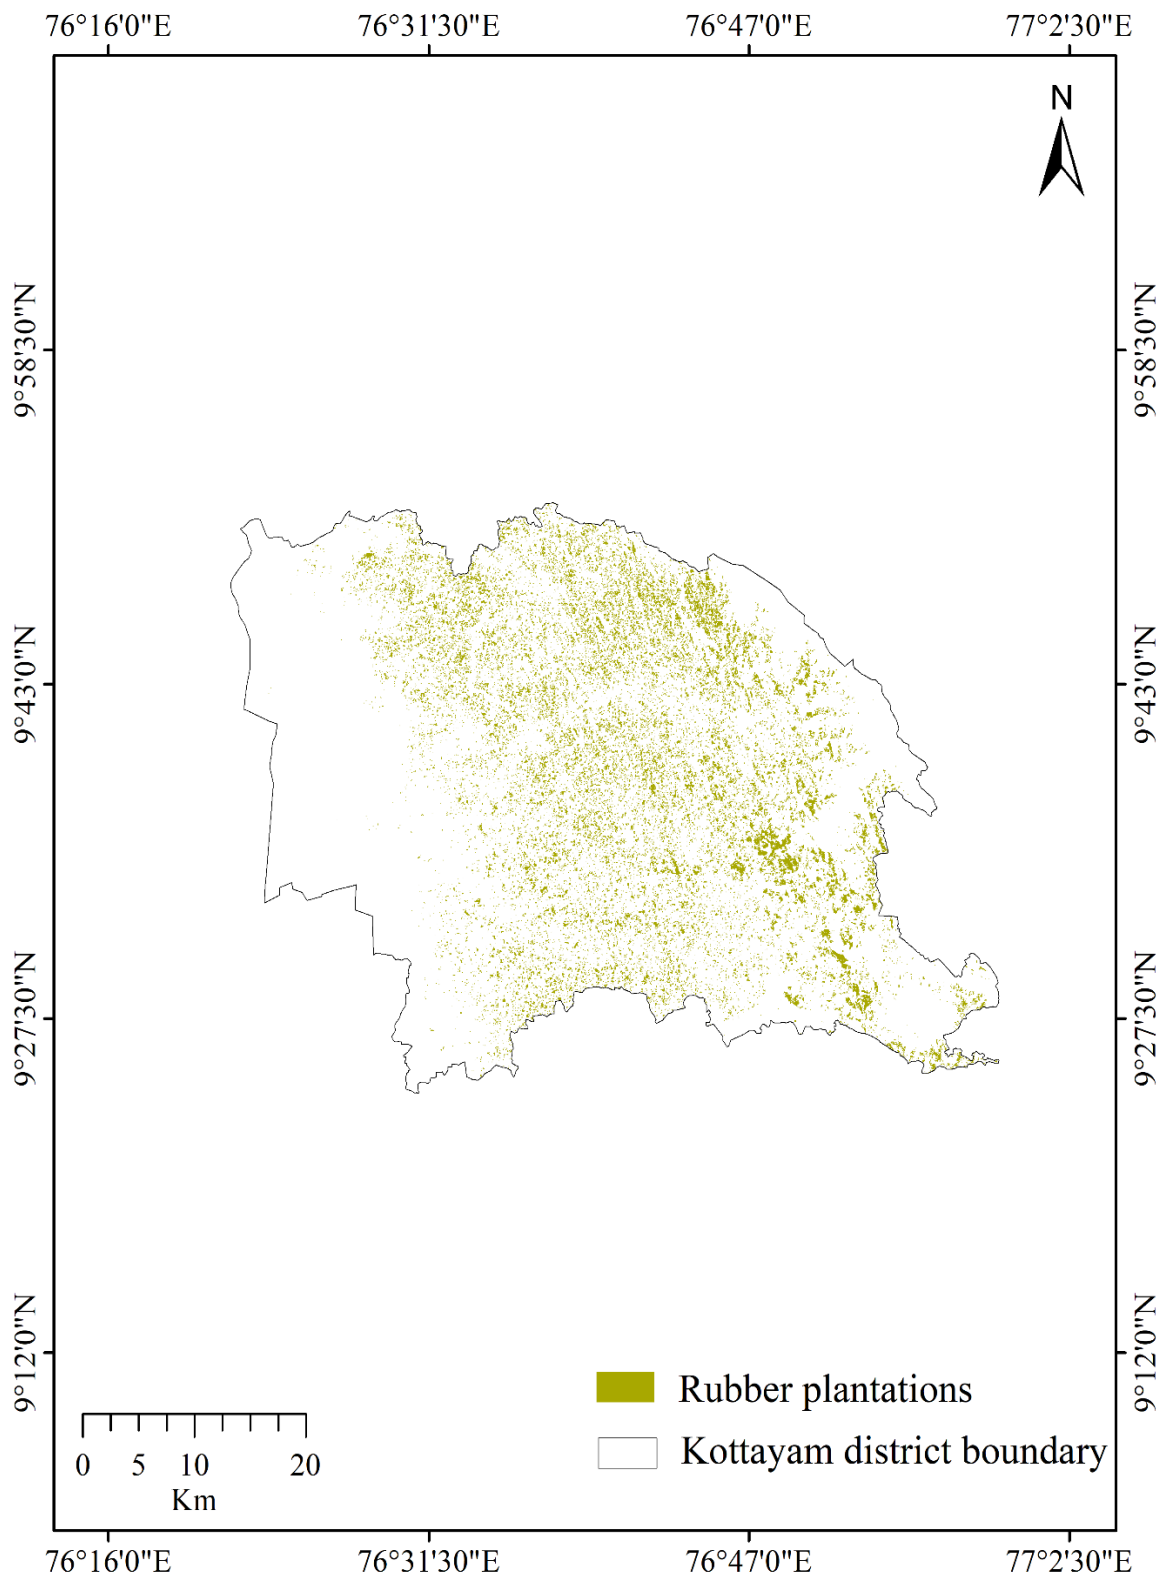 76°16'0"E 76°31'30"E 76°47'0"E 77°2'30"E
N
9°58'30"N 9°58'30"N
9°43'0"N 9°43'0"N
9°27'30"N 9°27'30"N
9°12'0"N 9°12'0"N
Rubber plantations
Kottayam district boundary
0 5 10 20
Km
76°16'0"E 76°31'30"E 76°47'0"E 77°2'30"E